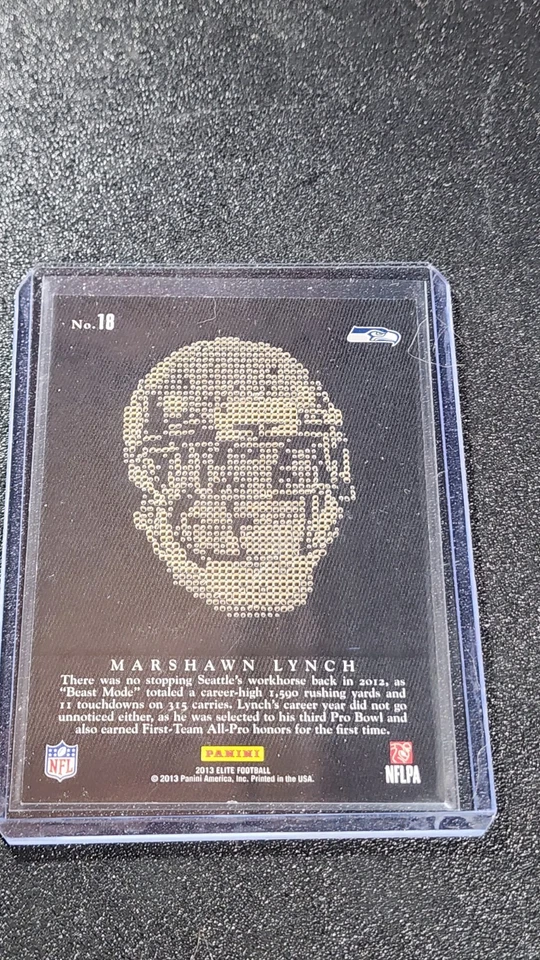 No. 18
MARSHAWN LYNCH
There was no stopping Seattle's workhorse back in 2012, as
"Beast Mode" totaled a career-high 1,590 rushing yards and
11 touchdowns on 315 carries. Lynch's career year did not go
unnoticed either, as he was selected to his third Pro Bowl and
also earned First-Team All-Pro honors for the first time.
NFL
PANINI
2013 ELITE FOOTBALL
© 2013 Panini America, Inc. Printed in the USA.
NFLPA